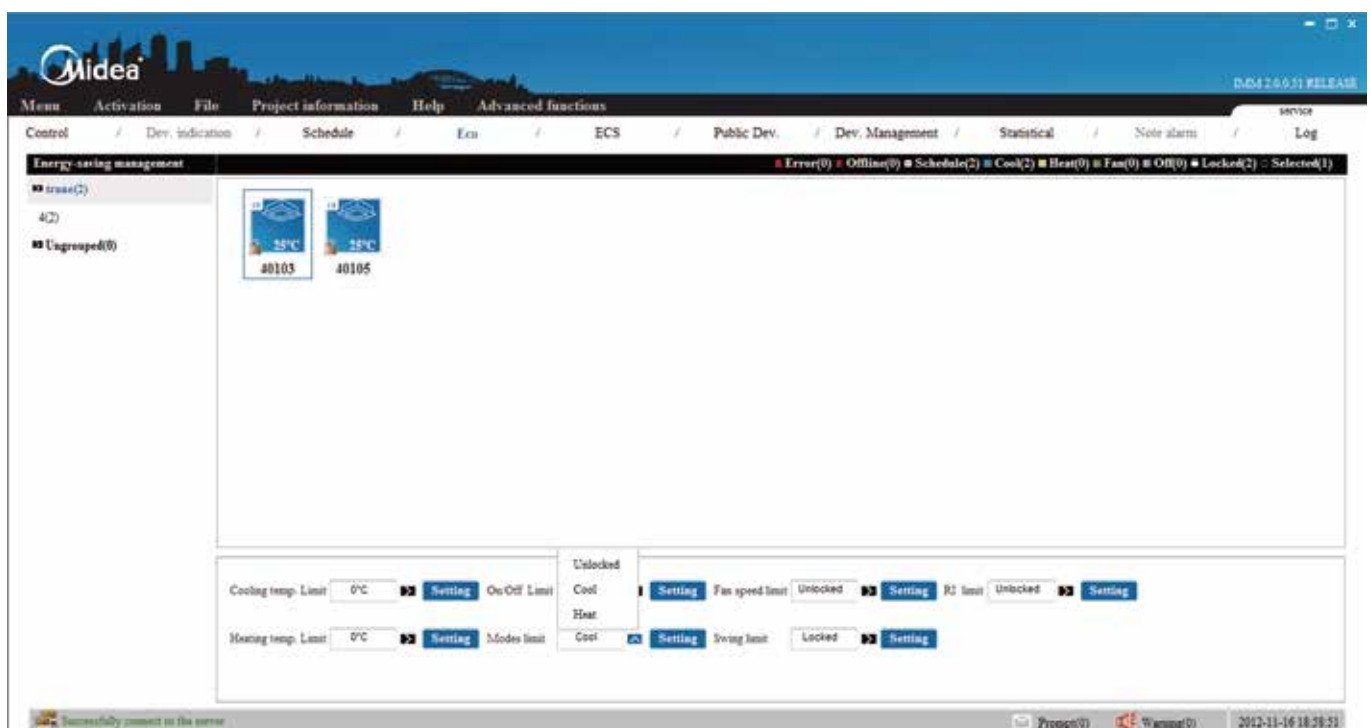 Midea
IMM 2.0.0.51 RELEASE
Menu Activation File Project information Help Advanced functions
service
Control / Dev. indication / Schedule / Eco / ECS / Public Dev. / Dev. Management / Statistical / Note alarm / Log
Energy-saving management
Error(0) Offline(0) Schedule(2) Cool(2) Heat(0) Fan(0) Off(0) Locked(2) Selected(1)
trane(2)
4(2)
Ungrouped(0)
25°C 25°C
40103 40105
Unlocked
Cool
Heat
Cooling temp. Limit 0°C Setting On/Off Limit Setting Fan speed limit Unlocked Setting Unlocked Setting
Heating temp. Limit 0°C Setting Modes limit Cool Setting Swing limit Locked Setting
Successfully connect to the server
Prompt(0) Warning(0) 2012-11-16 18:58:51